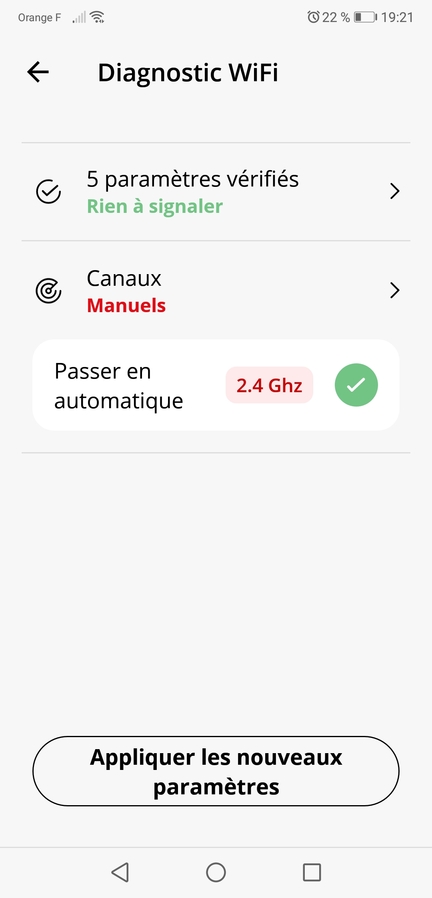 Orange F 22 % 19:21
Diagnostic WiFi
5 paramètres vérifiés
Rien à signaler
Canaux
Manuels
Passer en
automatique
2.4 Ghz
Appliquer les nouveaux
paramètres